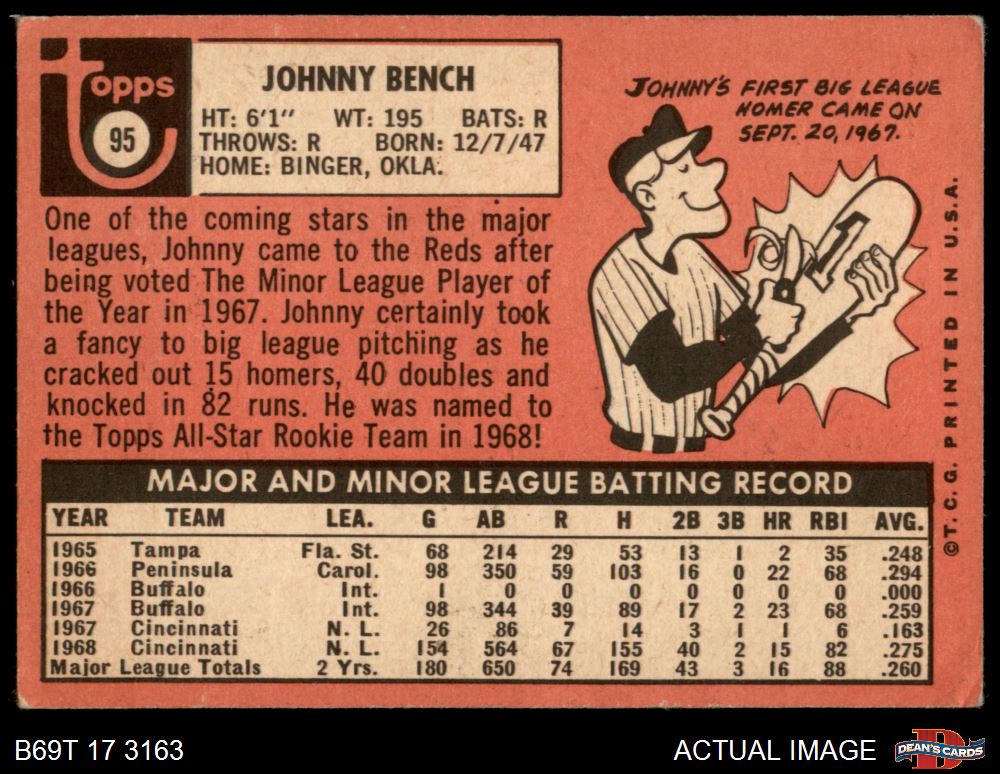 Topps
95
JOHNNY BENCH
HT: 6'1" WT: 195 BATS: R
THROWS: R BORN: 12/7/47
HOME: BINGER, OKLA.
One of the coming stars in the major
leagues, Johnny came to the Reds after
being voted The Minor League Player of
the Year in 1967. Johnny certainly took
a fancy to big league pitching as he
cracked out 15 homers, 40 doubles and
knocked in 82 runs. He was named to
the Topps All-Star Rookie Team in 1968!
JOHNNY'S FIRST BIG LEAGUE
HOMER CAME ON
SEPT. 20, 1967.
1
©T. C. G. PRINTED IN U.S.A.
MAJOR AND MINOR LEAGUE BATTING RECORD
YEAR TEAM LEA. G AB R H 2B 3B HR RBI AVG.
1965 Tampa Fla. St. 68 214 29 53 13 1 2 35 .248
1966 Peninsula Carol. 98 350 59 103 16 0 22 68 .294
1966 Buffalo Int. 1 0 0 0 0 0 0 0 .000
1967 Buffalo Int. 98 344 39 89 17 2 23 68 .259
1967 Cincinnati N. L. 26 86 7 14 3 1 1 6 .163
1968 Cincinnati N. L. 154 564 67 155 40 2 15 82 .275
Major League Totals 2 Yrs. 180 650 74 169 43 3 16 88 .260
B69T 17 3163
ACTUAL IMAGE
DEAN'S CARDS